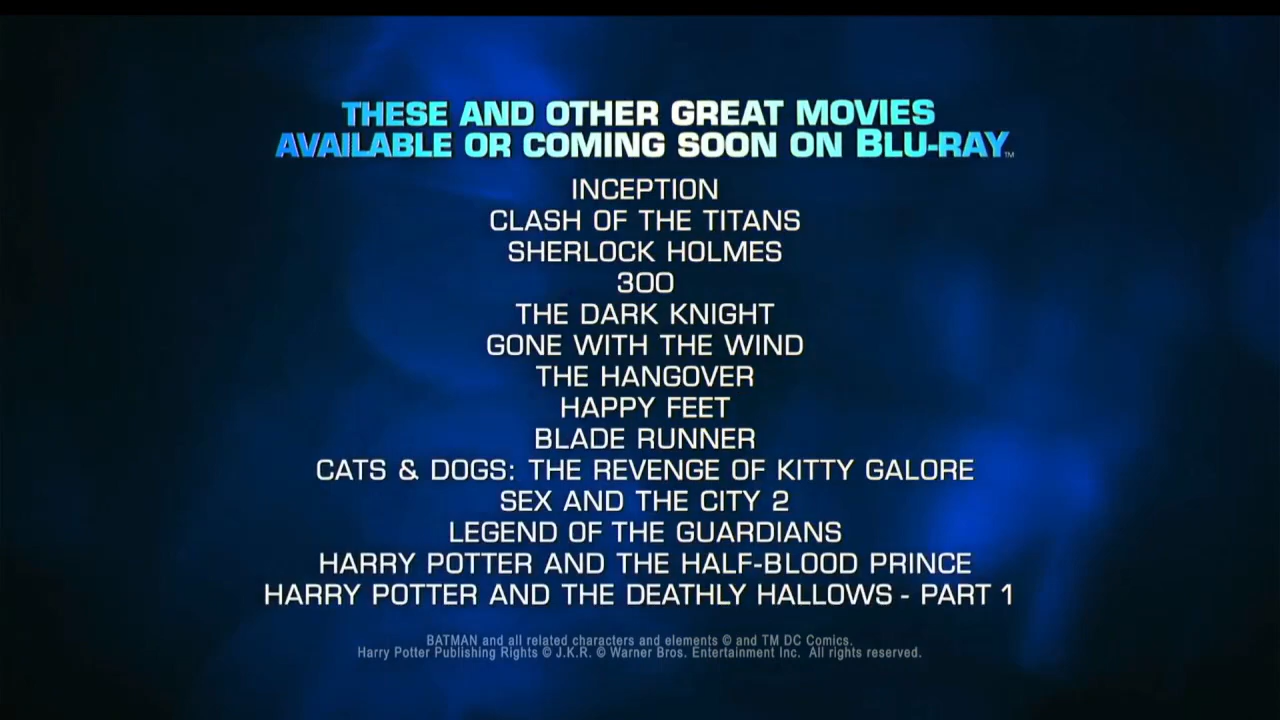 THESE AND OTHER GREAT MOVIES
AVAILABLE OR COMING SOON ON BLU-RAY™
INCEPTION
CLASH OF THE TITANS
SHERLOCK HOLMES
300
THE DARK KNIGHT
GONE WITH THE WIND
THE HANGOVER
HAPPY FEET
BLADE RUNNER
CATS & DOGS: THE REVENGE OF KITTY GALORE
SEX AND THE CITY 2
LEGEND OF THE GUARDIANS
HARRY POTTER AND THE HALF-BLOOD PRINCE
HARRY POTTER AND THE DEATHLY HALLOWS - PART 1
BATMAN and all related characters and elements © and TM DC Comics.
Harry Potter Publishing Rights © J.K.R. © Warner Bros. Entertainment Inc. All rights reserved.